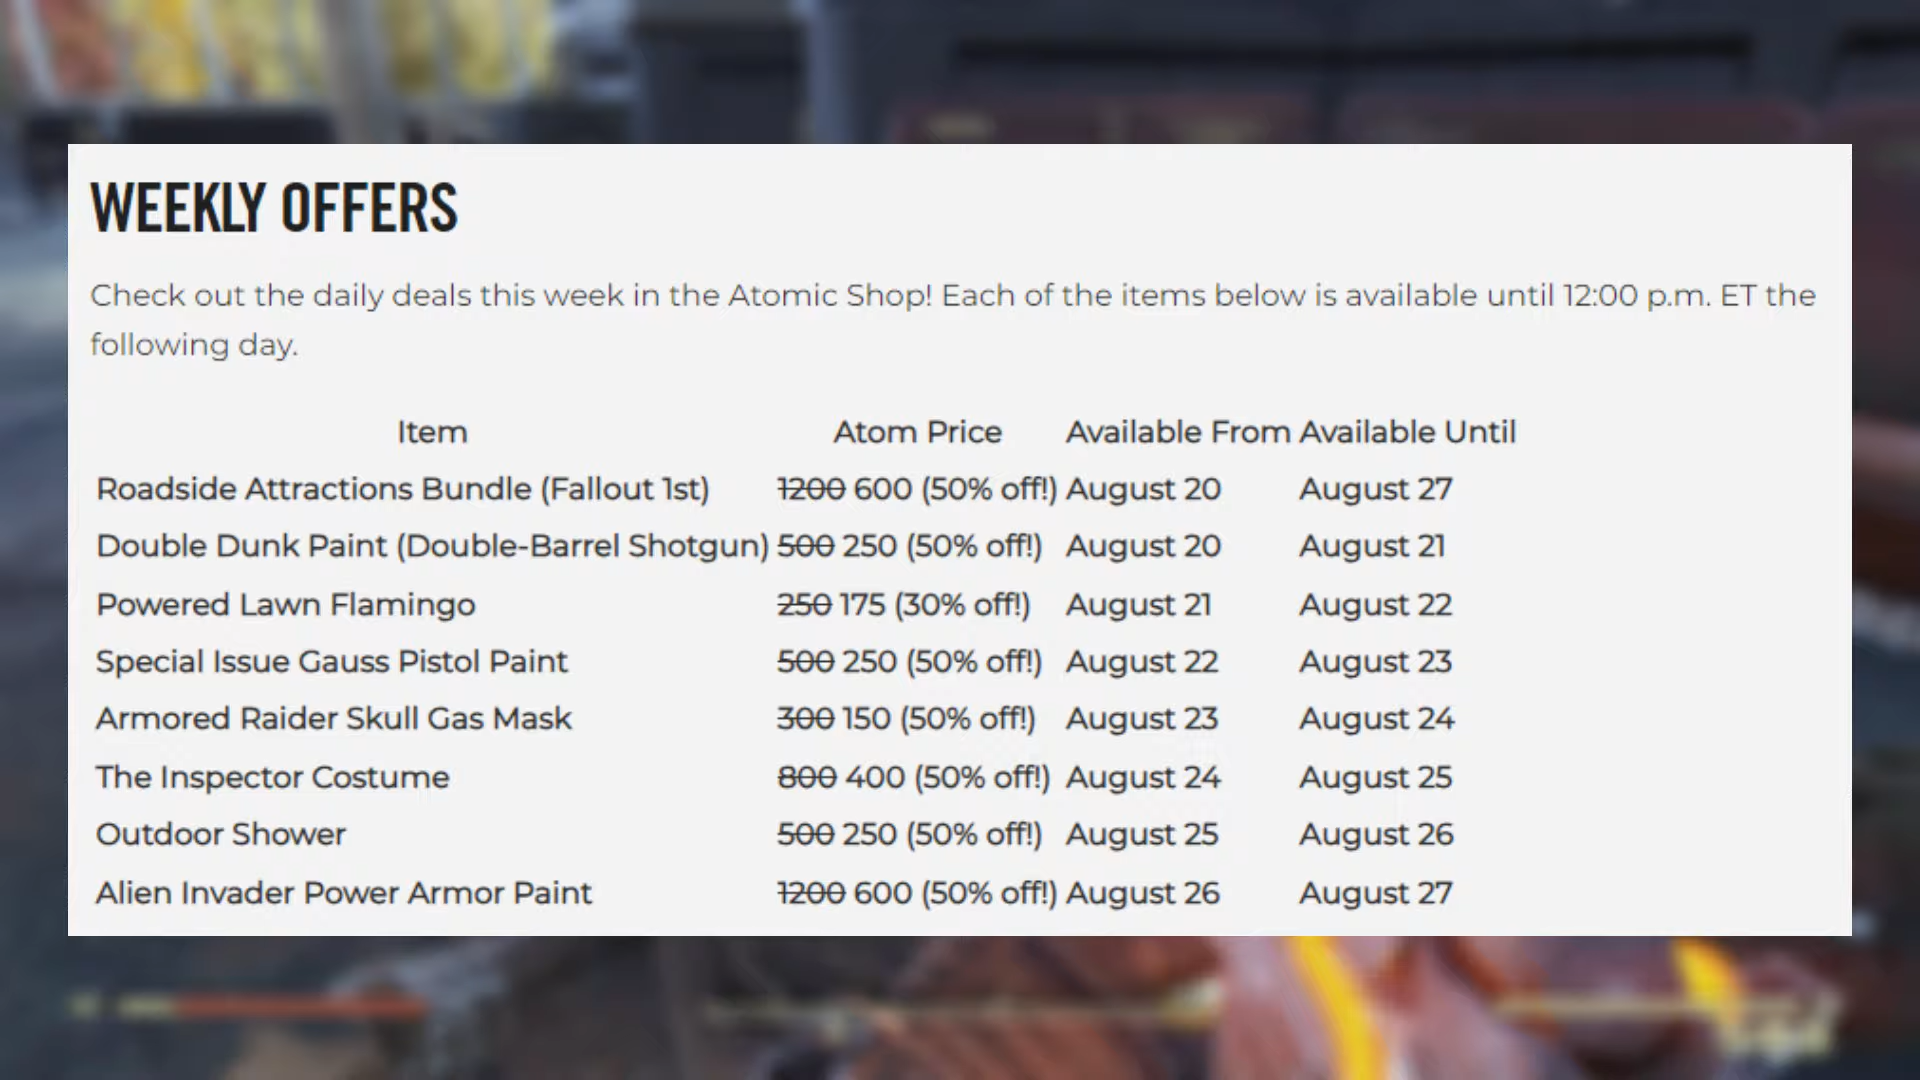 WEEKLY OFFERS
Check out the daily deals this week in the Atomic Shop! Each of the items below is available until 12:00 p.m. ET the
following day.
Item Atom Price Available From Available Until
Roadside Attractions Bundle (Fallout 1st) 1200 600 (50% off!) August 20 August 27
Double Dunk Paint (Double-Barrel Shotgun) 500 250 (50% off!) August 20 August 21
Powered Lawn Flamingo 250 175 (30% off!) August 21 August 22
Special Issue Gauss Pistol Paint 500 250 (50% off!) August 22 August 23
Armored Raider Skull Gas Mask 300 150 (50% off!) August 23 August 24
The Inspector Costume 800 400 (50% off!) August 24 August 25
Outdoor Shower 500 250 (50% off!) August 25 August 26
Alien Invader Power Armor Paint 1200 600 (50% off!) August 26 August 27